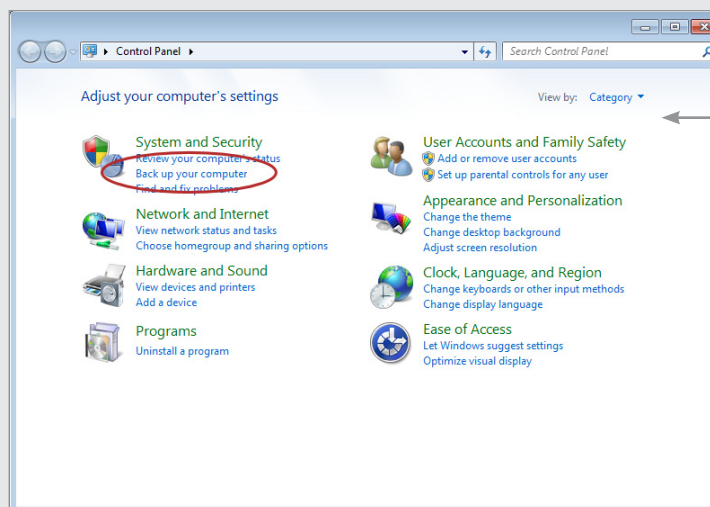 Control Panel
Search Control Panel
Adjust your computer's settings
View by: Category
System and Security
Review your computer's status
Back up your computer
Find and fix problems
Network and Internet
View network status and tasks
Choose homegroup and sharing options
Hardware and Sound
View devices and printers
Add a device
Programs
Uninstall a program
User Accounts and Family Safety
Add or remove user accounts
Set up parental controls for any user
Appearance and Personalization
Change the theme
Change desktop background
Adjust screen resolution
Clock, Language, and Region
Change keyboards or other input methods
Change display language
Ease of Access
Let Windows suggest settings
Optimize visual display